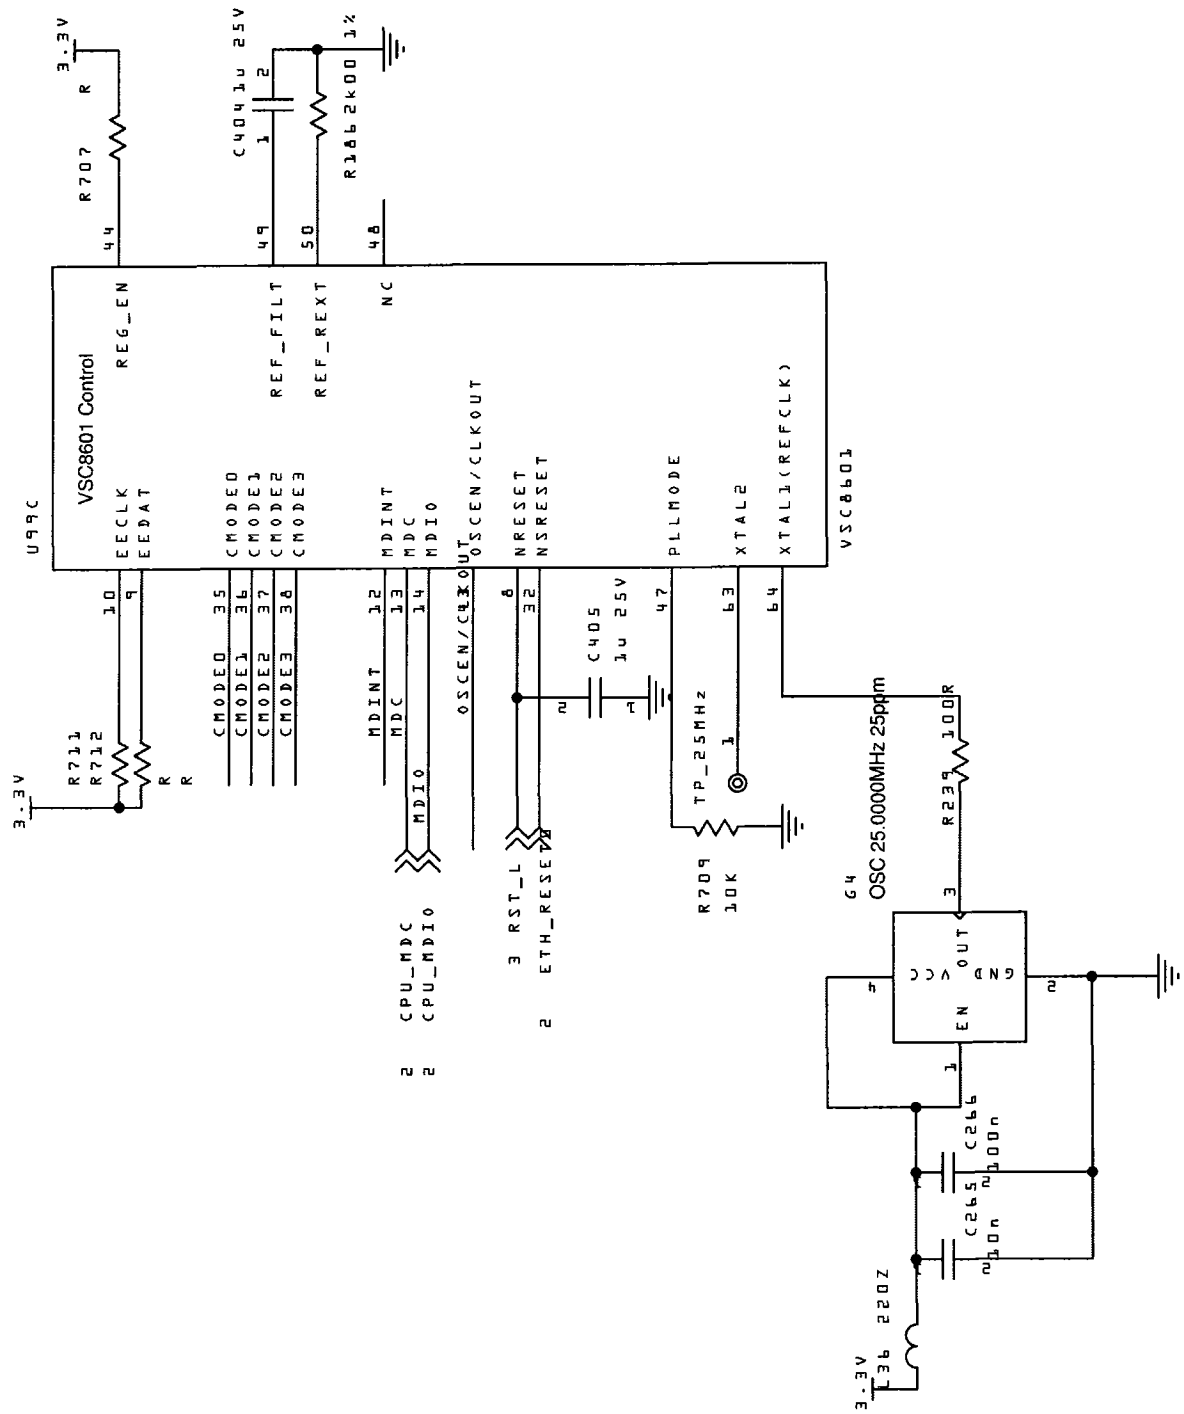 3.3V
R707
R
44
C404
1u 25V
1
2
49
R186
2k00 1%
50
48
U99C
VSC8601 Control
REG_EN
REF_FILT
REF_REXT
NC
EECLK
EEDAT
CMODE0
CMODE1
CMODE2
CMODE3
MDINT
MDC
MDIO
OSCEN/CLKOUT
NRESET
NSRESET
PLLMODE
XTAL2
XTAL1(REFCLK)
VSC8601
10
9
CMODE0 35
CMODE1 36
CMODE2 37
CMODE3 38
MDINT 12
MDC 13
MDIO 14
OSCEN/CLKOUT
8
32
47
63
64
3.3V
R711
R712
R
R
C405
1u 25V
2
1
TP_25MHz
1
R709
10K
2 CPU_MDC
2 CPU_MDIO
3 RST_L
2 ETH_RESET
R239
100R
G4
OSC 25.0000MHz 25ppm
3
OUT
VCC
GND
EN
4
2
1
C266
100n
2
C265
10n
2
L36 220Z
3.3V